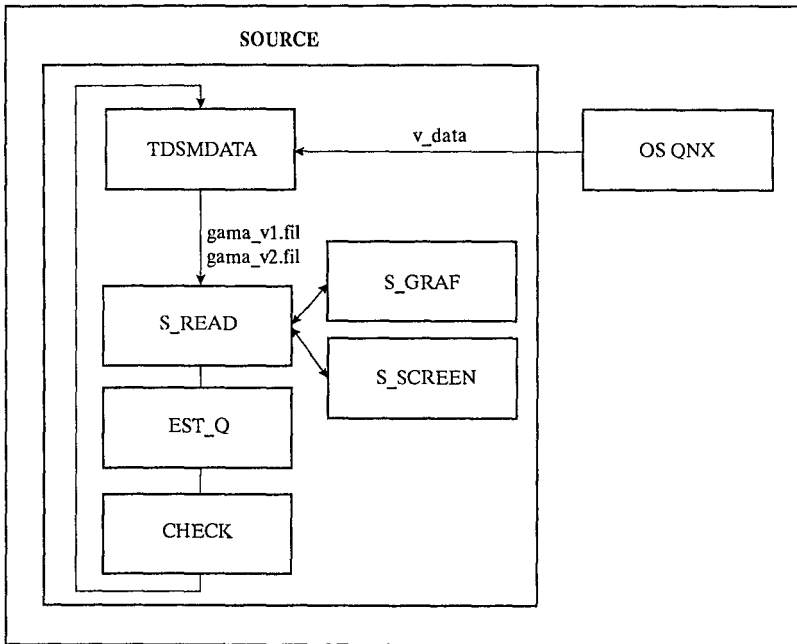 SOURCE
TDSMDATA
v_data
OS QNX
gama_v1.fil
gama_v2.fil
S_GRAF
S_READ
S_SCREEN
EST_Q
CHECK